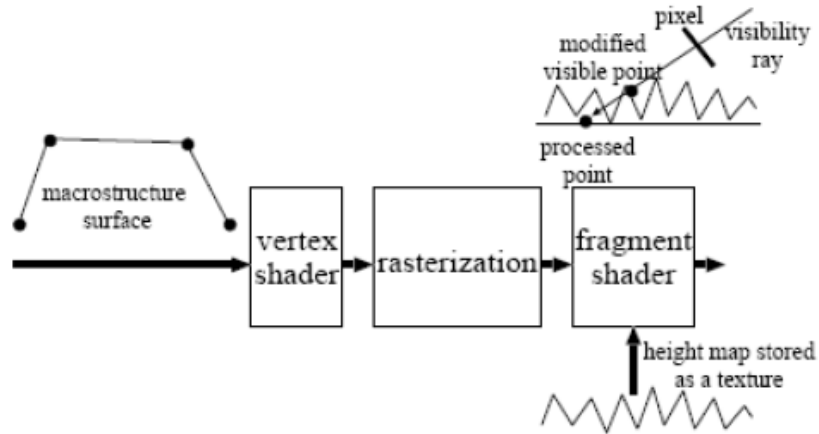 pixel
visibility
ray
modified
visible point
processed
point
macrostructure
surface
vertex
shader
rasterization
fragment
shader
height map stored
as a texture